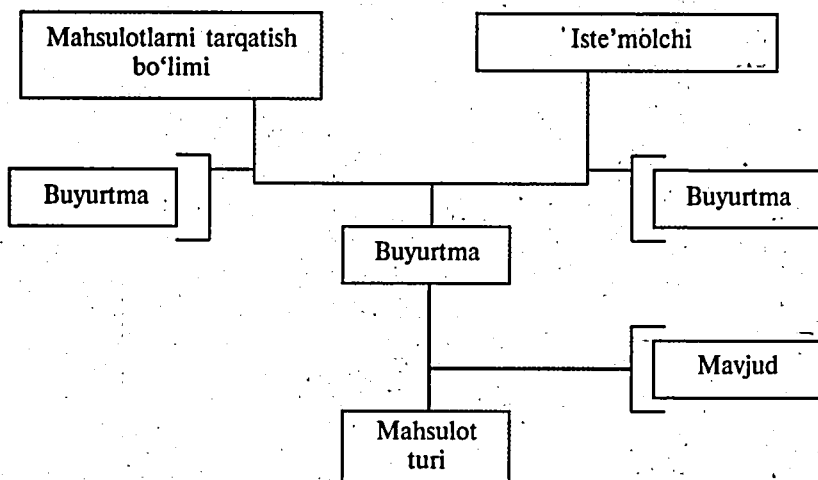 Mahsulotlarni tarqatish
bo‘limi
Iste’molchi
Buyurtma
Buyurtma
Buyurtma
Mavjud
Mahsulot
turi